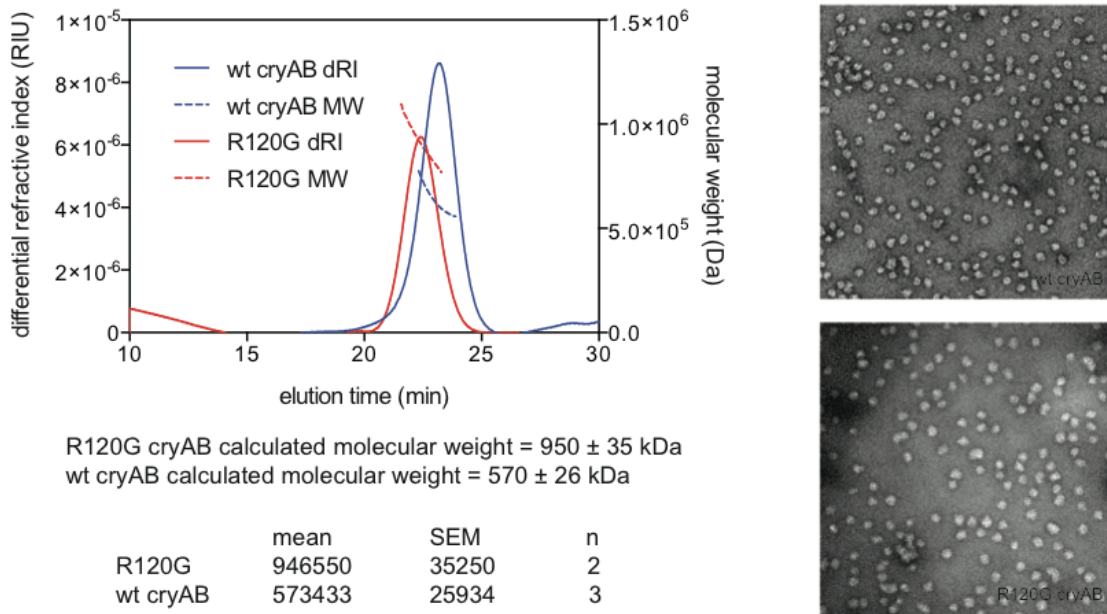 differential refractive index (RIU)
1×10⁻⁵
8×10⁻⁶
6×10⁻⁶
4×10⁻⁶
2×10⁻⁶
0
wt cryAB dRI
wt cryAB MW
R120G dRI
R120G MW
1.5×10⁶
1.0×10⁶
5.0×10⁵
0.0
molecular weight (Da)
10 15 20 25 30
elution time (min)
R120G cryAB calculated molecular weight = 950 ± 35 kDa
wt cryAB calculated molecular weight = 570 ± 26 kDa
mean SEM n
R120G 946550 35250 2
wt cryAB 573433 25934 3
wt cryAB
R120G cryAB